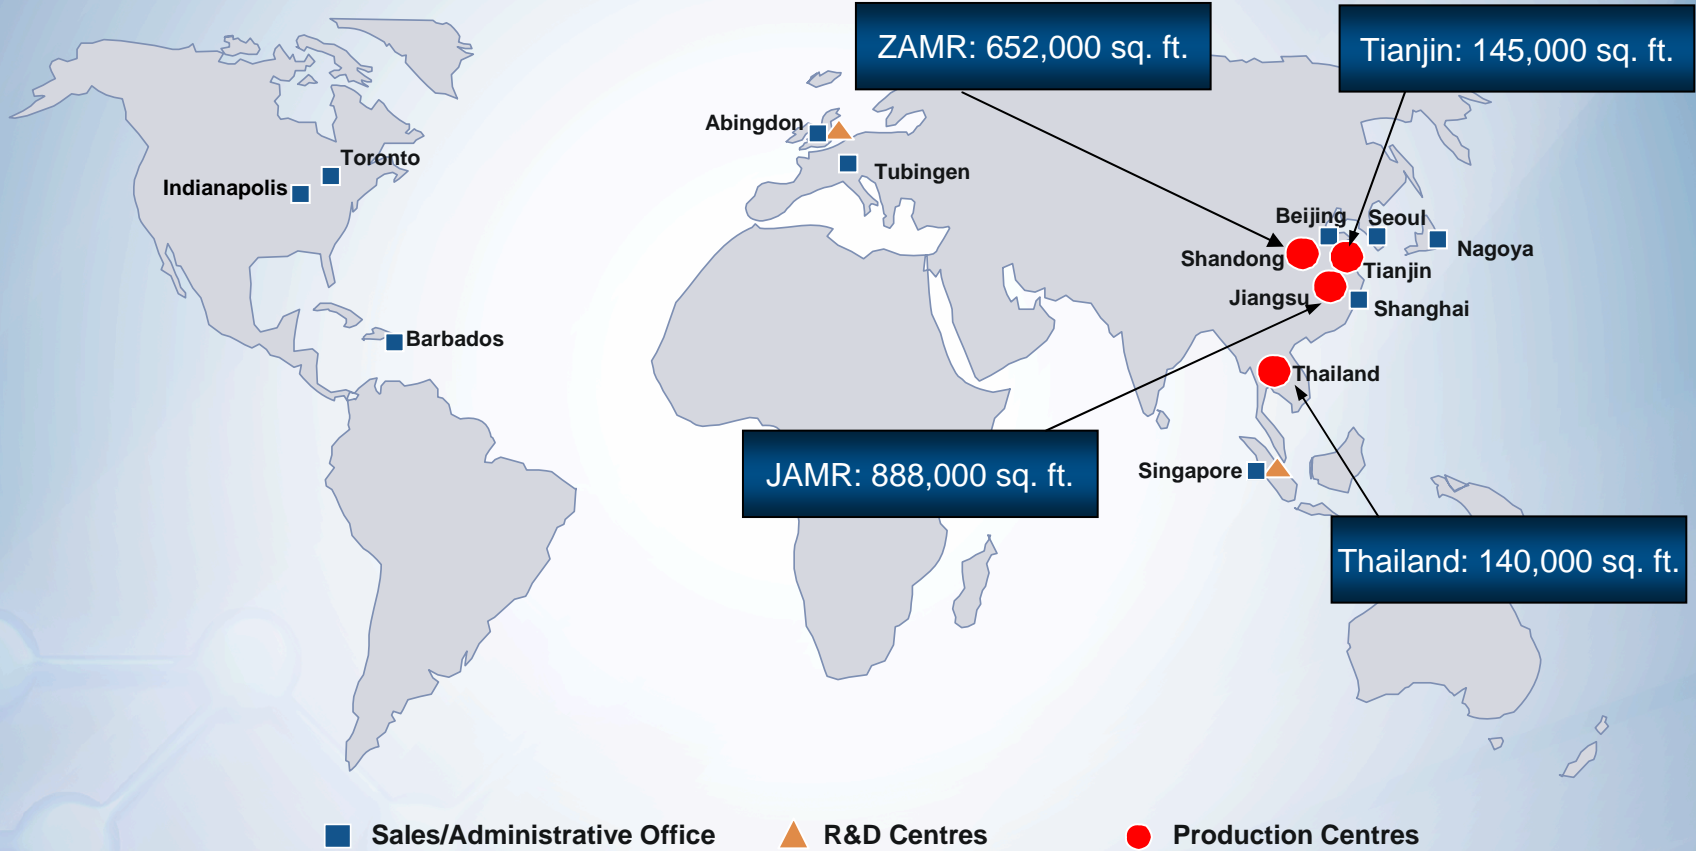 ZAMR: 652,000 sq. ft.
Tianjin: 145,000 sq. ft.
Abingdon
Toronto
Tubingen
Indianapolis
Beijing
Seoul
Nagoya
Shandong
Tianjin
Jiangsu
Shanghai
Barbados
Thailand
JAMR: 888,000 sq. ft.
Singapore
Thailand: 140,000 sq. ft.
Sales/Administrative Office
R&D Centres
Production Centres